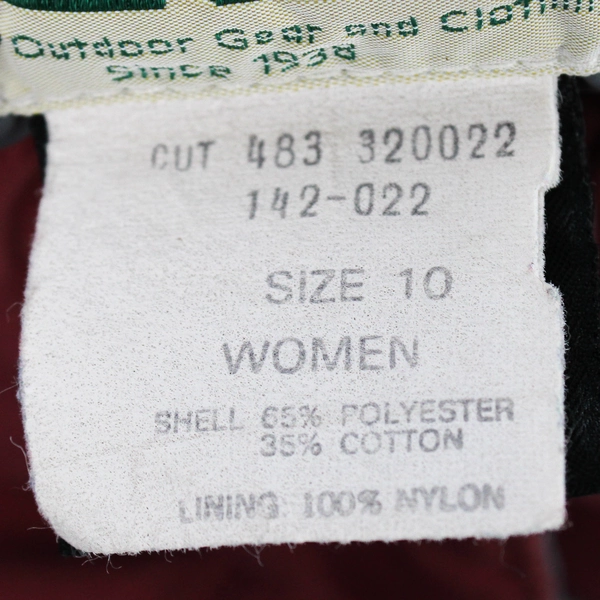 Outdoor Gear and Clothin
Since 1938
CUT 483 320022
142-022
SIZE 10
WOMEN
SHELL 65% POLYESTER
35% COTTON
LINING 100% NYLON